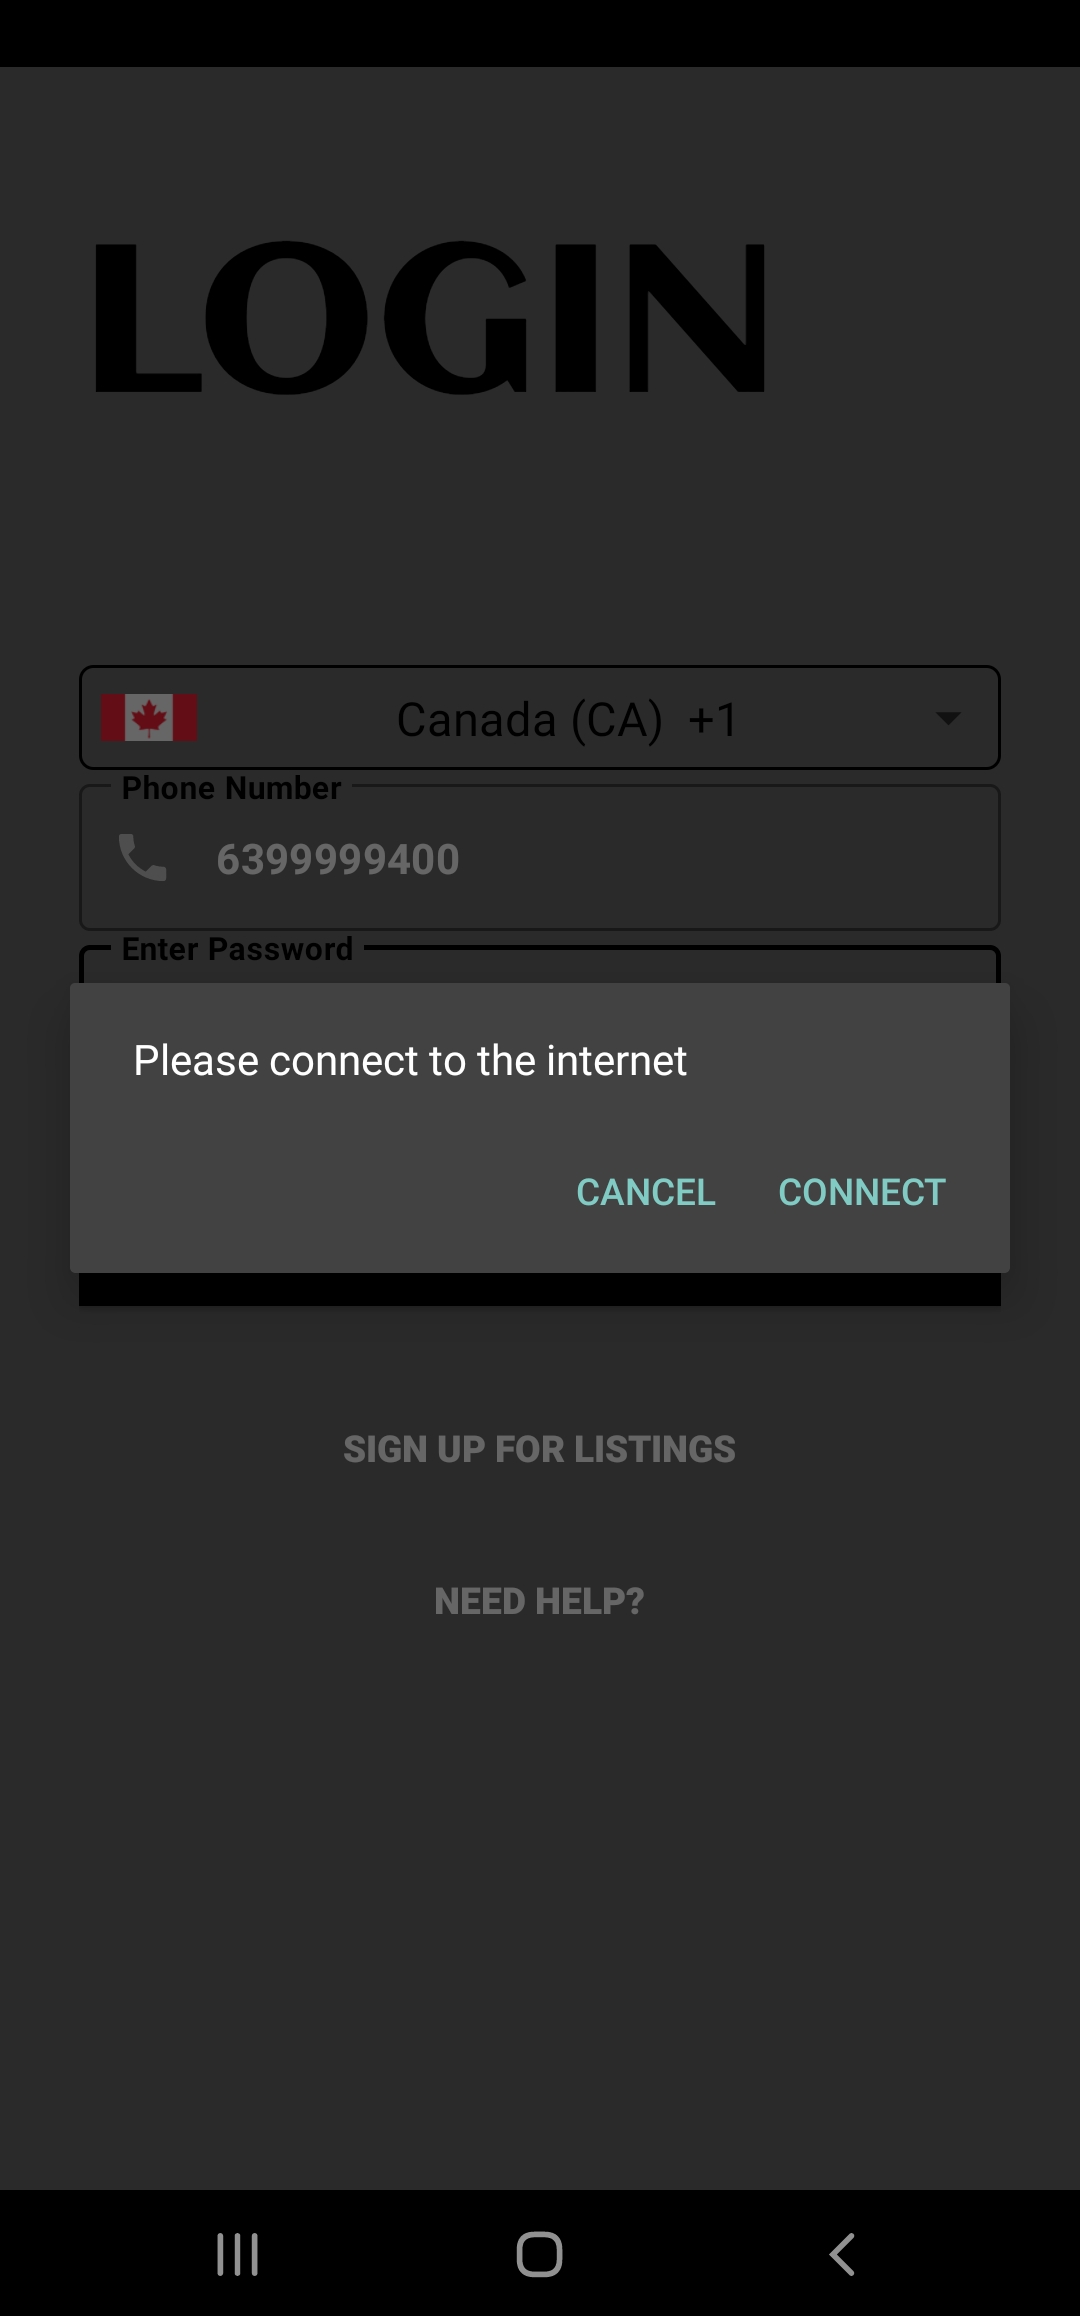 LOGIN
Canada (CA) +1
Phone Number
6399999400
Enter Password
Please connect to the internet
CANCEL CONNECT
SIGN UP FOR LISTINGS
NEED HELP?